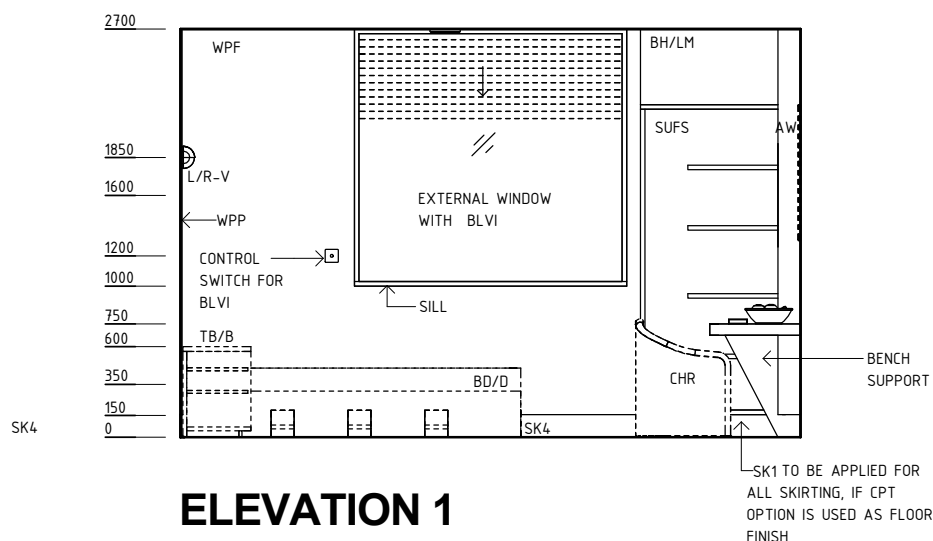 2700
WPF
BH/LM
SUFS
AW
1850
L/R-V
1600
EXTERNAL WINDOW
WITH BLVI
WPP
1200
CONTROL
SWITCH FOR
BLVI
1000
SILL
750
TB/B
600
BENCH
SUPPORT
350
BD/D
CHR
150
SK4
0
SK4
SK1 TO BE APPLIED FOR
ALL SKIRTING, IF CPT
OPTION IS USED AS FLOOR
FINISH
ELEVATION 1